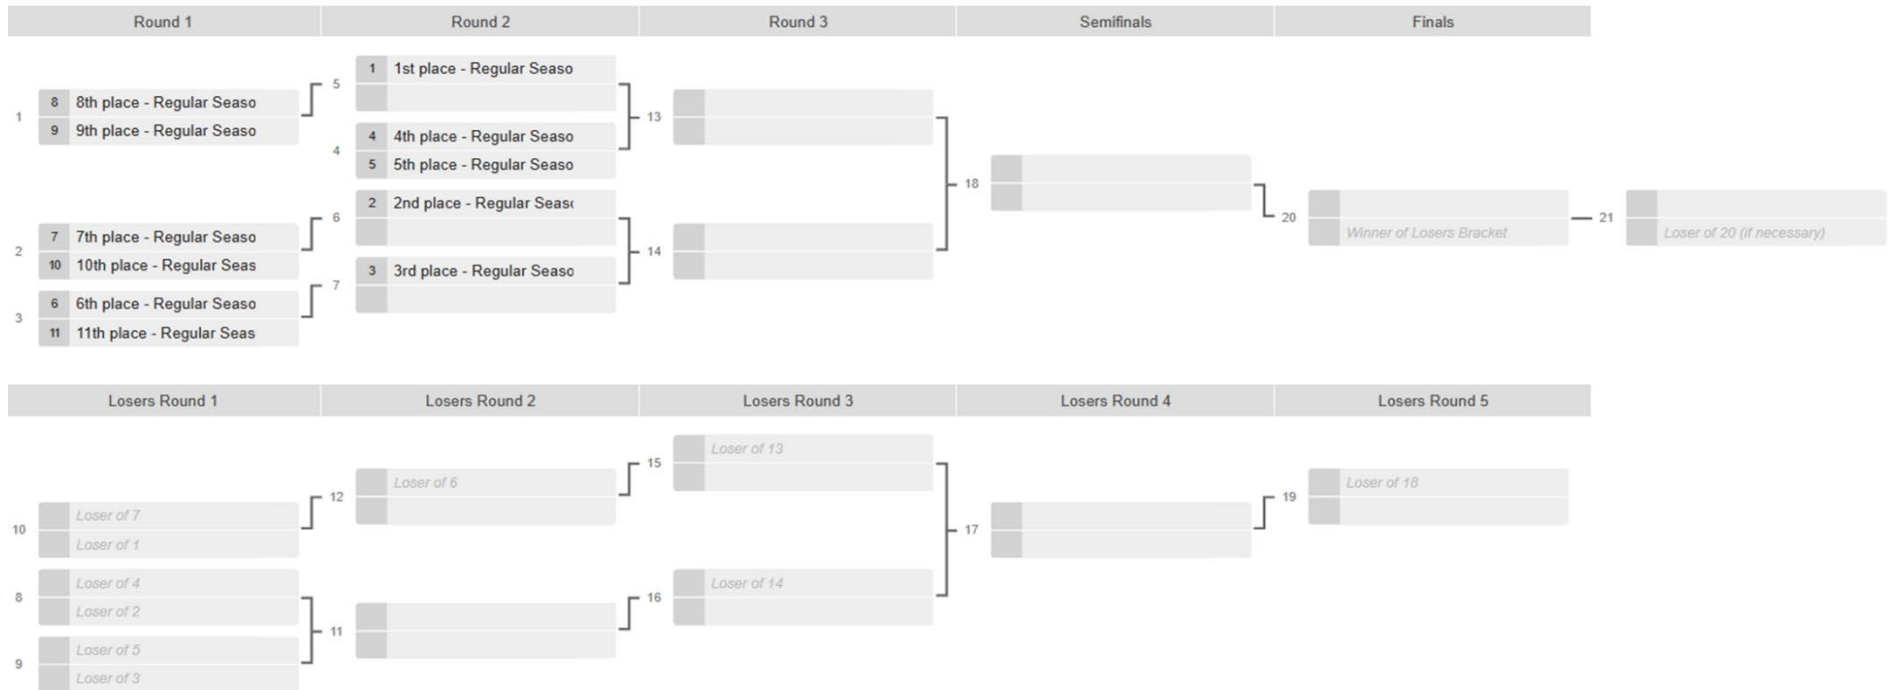 Round 1 Round 2 Round 3 Semifinals Finals
1 1st place - Regular Seaso
5
8 8th place - Regular Seaso
1
9 9th place - Regular Seaso
13
4 4th place - Regular Seaso
4
5 5th place - Regular Seaso
18
2 2nd place - Regular Seas
6
20
21
7 7th place - Regular Seaso
Winner of Losers Bracket
Loser of 20 (if necessary)
2
14
10 10th place - Regular Seas
3 3rd place - Regular Seaso
7
6 6th place - Regular Seaso
3
11 11th place - Regular Seas
Losers Round 1 Losers Round 2 Losers Round 3 Losers Round 4 Losers Round 5
Loser of 13
15
Loser of 6
Loser of 18
12
19
Loser of 7
10
17
Loser of 1
Loser of 4
Loser of 14
8
16
Loser of 2
11
Loser of 5
9
Loser of 3